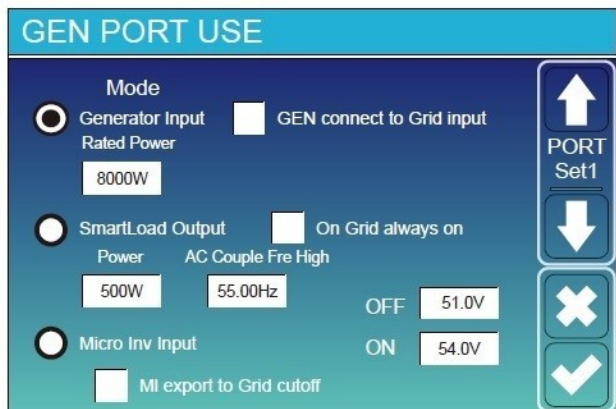 GEN PORT USE
Mode
Generator Input
GEN connect to Grid input
Rated Power
8000W
PORT
Set1
SmartLoad Output
On Grid always on
Power
AC Couple Fre High
500W
55.00Hz
OFF
51.0V
Micro Inv Input
ON
54.0V
MI export to Grid cutoff